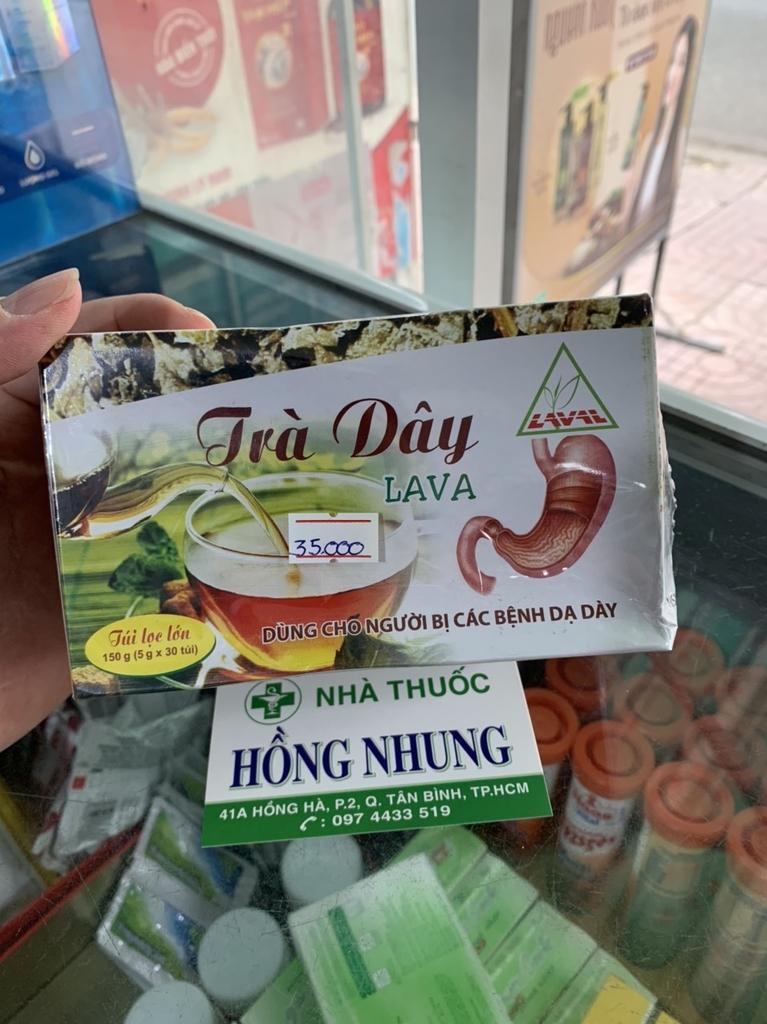 LAVAL
Trà Dây
LAVA
35.000
Túi lọc lớn
150 g (5 g x 30 túi)
DÙNG CHO NGƯỜI BỊ CÁC BỆNH DẠ DÀY
NHÀ THUỐC
HỒNG NHUNG
41A HỒNG HÀ, P.2, Q. TÂN BÌNH, TP.HCM
: 097 4433 519